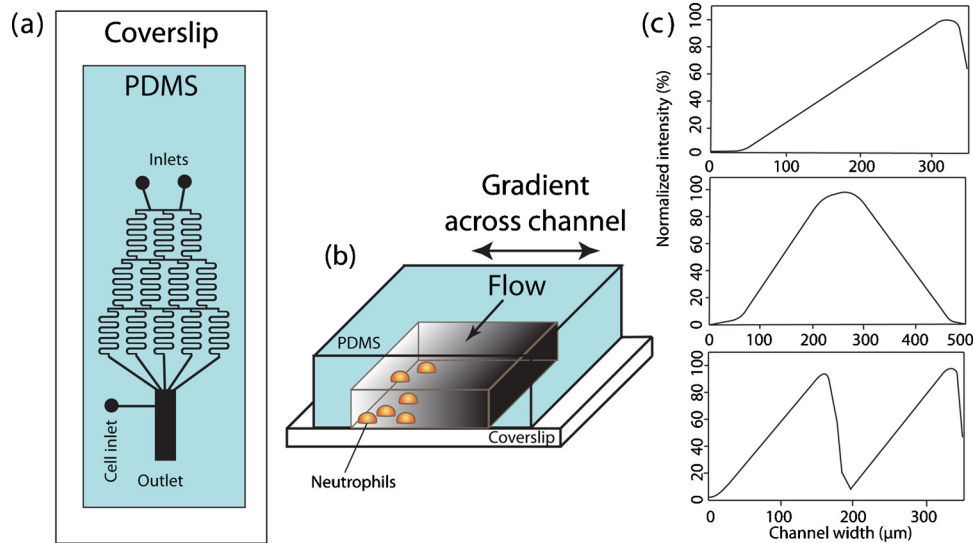 (a)
Coverslip
PDMS
Inlets
Cell inlet
Outlet
(b)
Gradient
across channel
Flow
PDMS
Coverslip
Neutrophils
(c)
Normalized intensity (%)
0 20 40 60 80 100
0 100 200 300
0 20 40 60 80 100
0 100 200 300 400 500
0 20 40 60 80 100
0 100 200 300
Channel width (µm)